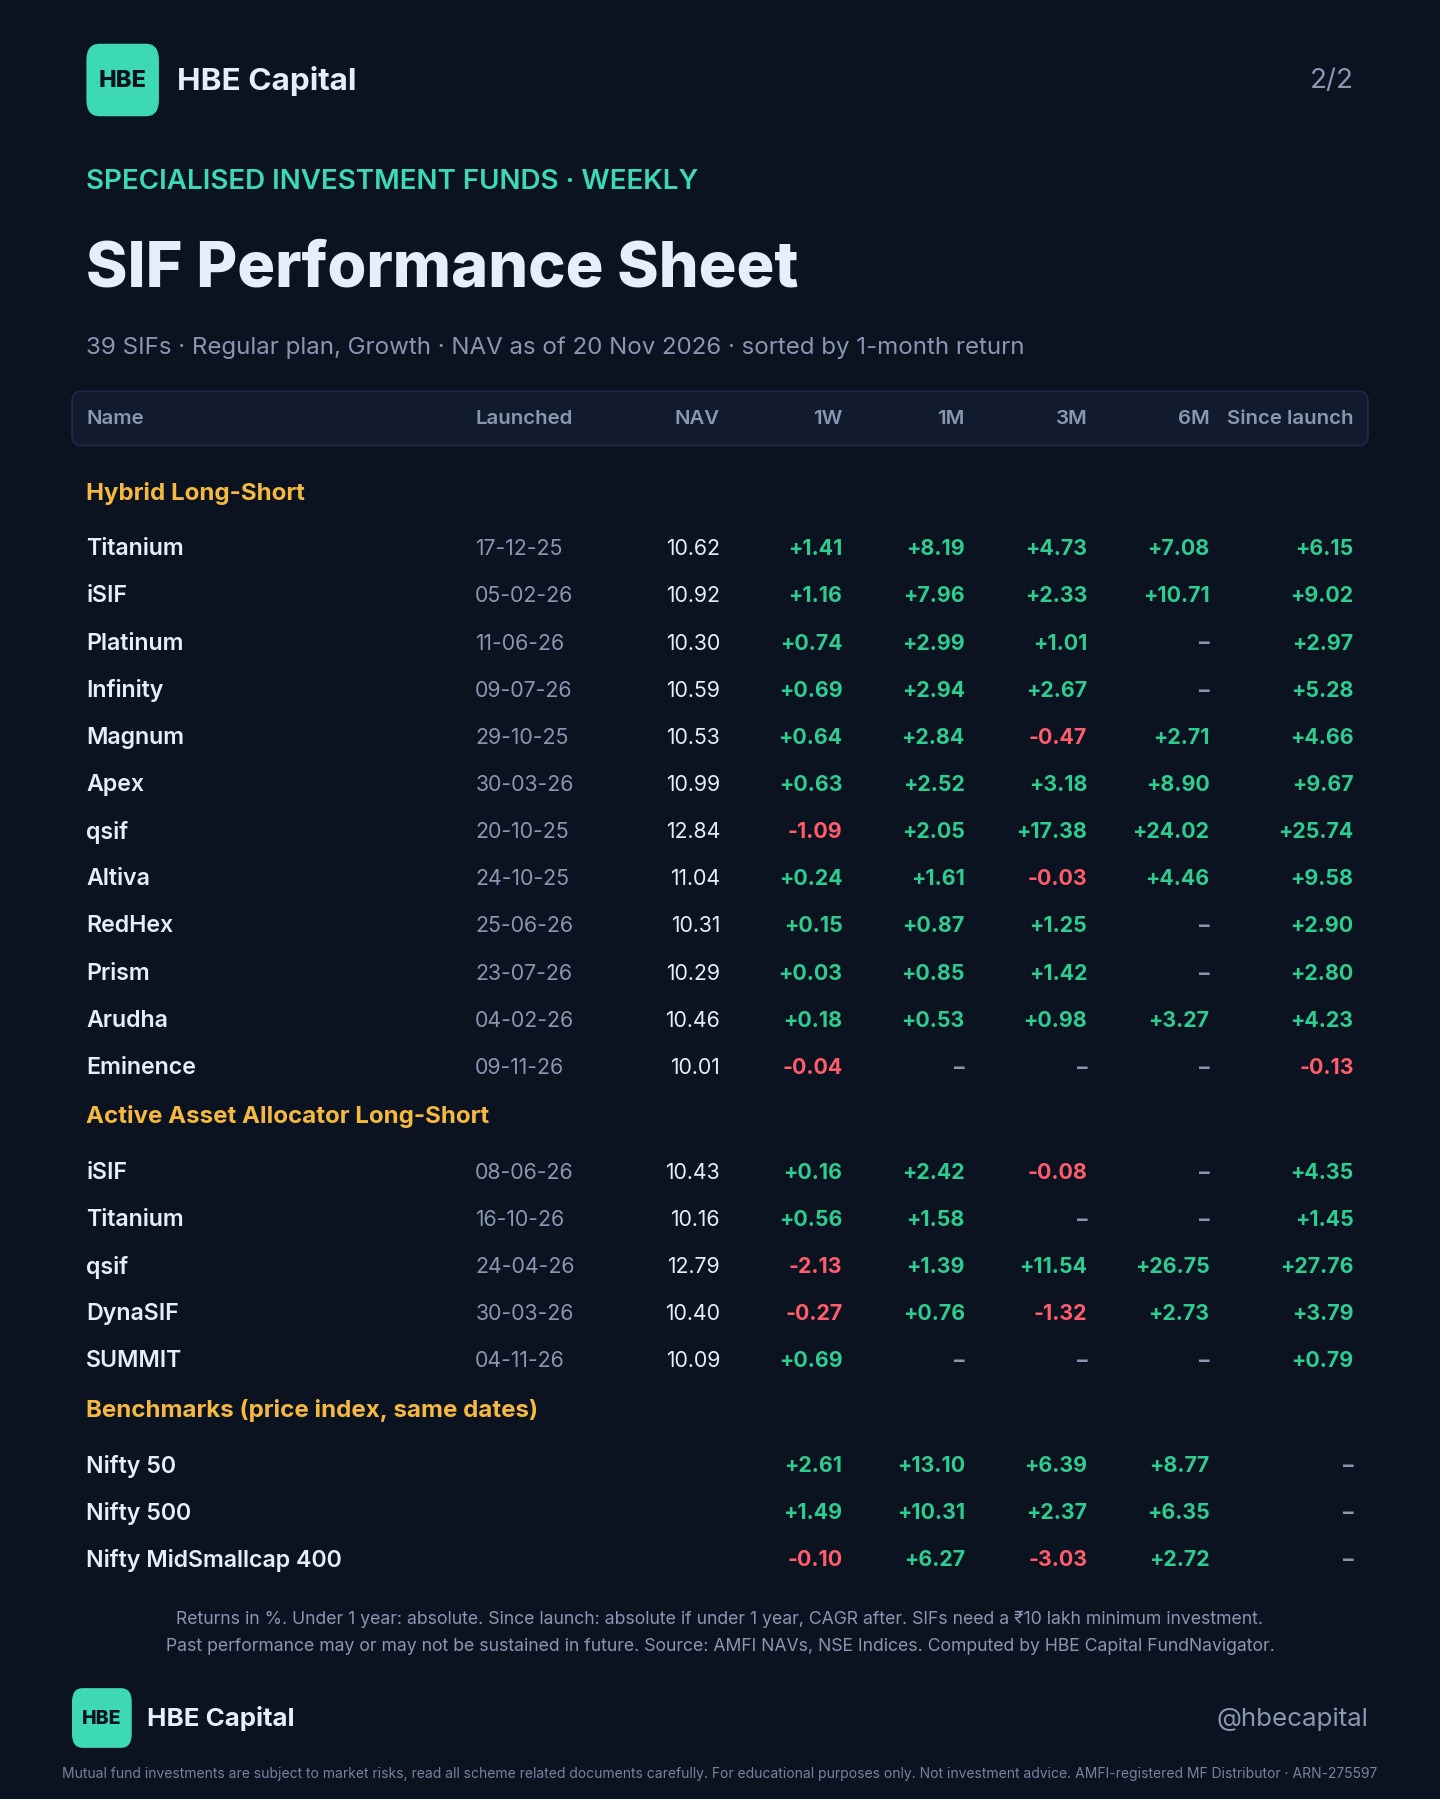 HBE HBE Capital 2/2
SPECIALISED INVESTMENT FUNDS · WEEKLY
SIF Performance Sheet
39 SIFs · Regular plan, Growth · NAV as of 20 Nov 2026 · sorted by 1-month return
Name Launched NAV 1W 1M 3M 6M Since launch
Hybrid Long-Short
Titanium 17-12-25 10.62 +1.41 +8.19 +4.73 +7.08 +6.15
iSIF 05-02-26 10.92 +1.16 +7.96 +2.33 +10.71 +9.02
Platinum 11-06-26 10.30 +0.74 +2.99 +1.01 – +2.97
Infinity 09-07-26 10.59 +0.69 +2.94 +2.67 – +5.28
Magnum 29-10-25 10.53 +0.64 +2.84 -0.47 +2.71 +4.66
Apex 30-03-26 10.99 +0.63 +2.52 +3.18 +8.90 +9.67
qsif 20-10-25 12.84 -1.09 +2.05 +17.38 +24.02 +25.74
Altiva 24-10-25 11.04 +0.24 +1.61 -0.03 +4.46 +9.58
RedHex 25-06-26 10.31 +0.15 +0.87 +1.25 – +2.90
Prism 23-07-26 10.29 +0.03 +0.85 +1.42 – +2.80
Arudha 04-02-26 10.46 +0.18 +0.53 +0.98 +3.27 +4.23
Eminence 09-11-26 10.01 -0.04 – – – -0.13
Active Asset Allocator Long-Short
iSIF 08-06-26 10.43 +0.16 +2.42 -0.08 – +4.35
Titanium 16-10-26 10.16 +0.56 +1.58 – – +1.45
qsif 24-04-26 12.79 -2.13 +1.39 +11.54 +26.75 +27.76
DynaSIF 30-03-26 10.40 -0.27 +0.76 -1.32 +2.73 +3.79
SUMMIT 04-11-26 10.09 +0.69 – – – +0.79
Benchmarks (price index, same dates)
Nifty 50 +2.61 +13.10 +6.39 +8.77 –
Nifty 500 +1.49 +10.31 +2.37 +6.35 –
Nifty MidSmallcap 400 -0.10 +6.27 -3.03 +2.72 –
Returns in %. Under 1 year: absolute. Since launch: absolute if under 1 year, CAGR after. SIFs need a ₹10 lakh minimum investment.
Past performance may or may not be sustained in future. Source: AMFI NAVs, NSE Indices. Computed by HBE Capital FundNavigator.
HBE HBE Capital @hbecapital
Mutual fund investments are subject to market risks, read all scheme related documents carefully. For educational purposes only. Not investment advice. AMFI-registered MF Distributor · ARN-275597